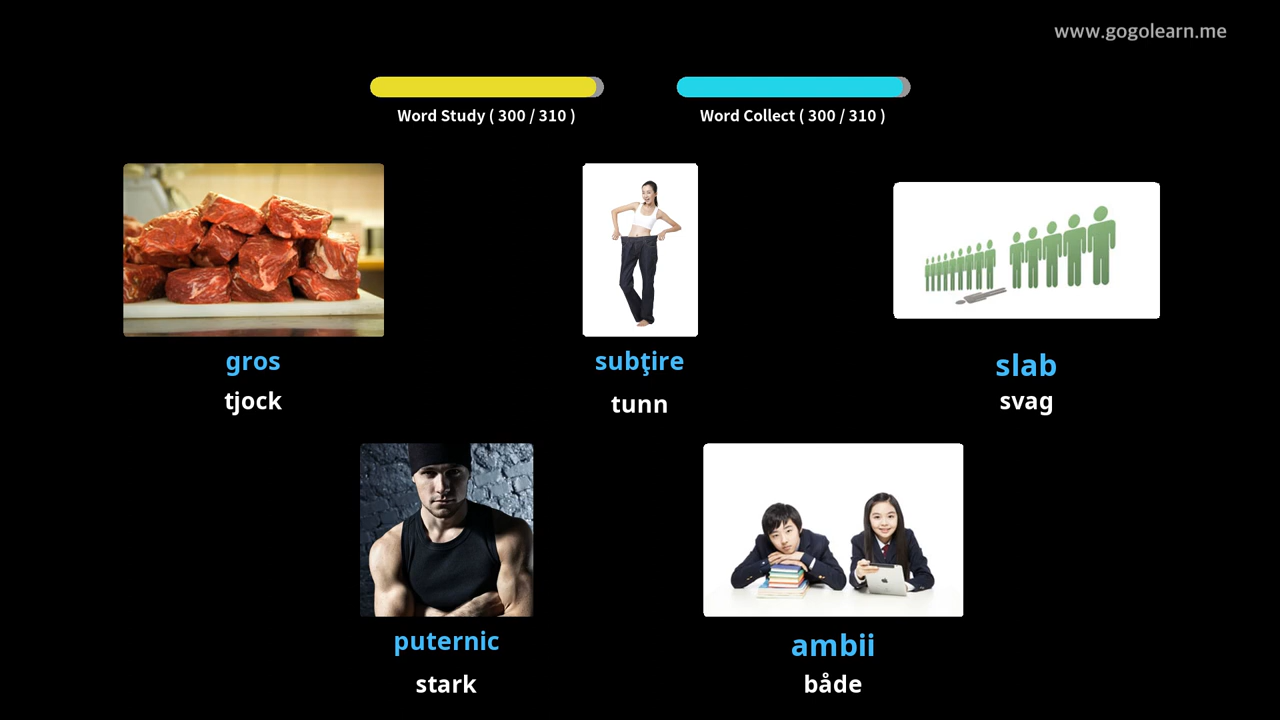 www.gogolearn.me
Word Study ( 300 / 310 )
Word Collect ( 300 / 310 )
gros
tjock
subţire
tunn
slab
svag
puternic
stark
ambii
både